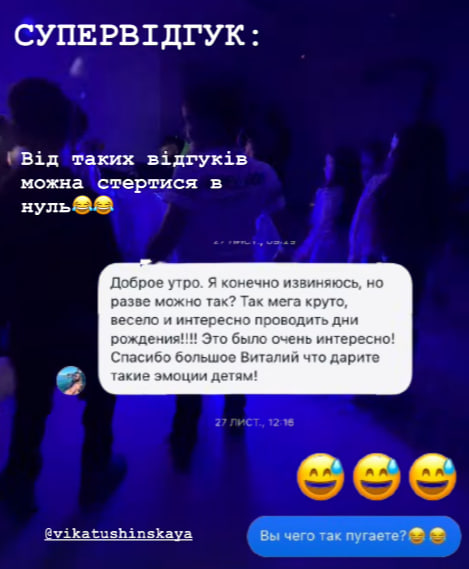 СУПЕРВІДГУК:
Від таких відгуків
можна стертися в
нуль😂😂
27 ЛИСТ., 09:29
Доброе утро. Я конечно извиняюсь, но
разве можно так? Так мега круто,
весело и интересно проводить дни
рождения!!!! Это было очень интересно!
Спасибо большое Виталий что дарите
такие эмоции детям!
27 ЛИСТ., 12:16
😅😅😅
@vikatushinskaya
Вы чего так пугаете?😄😄